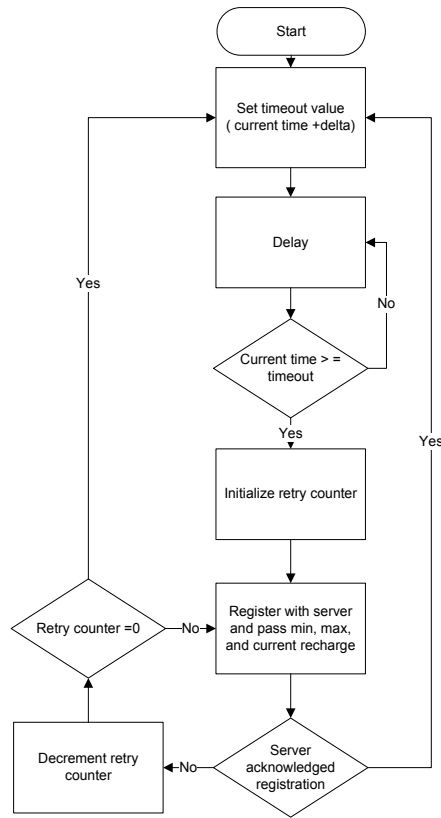 Start
Set timeout value
( current time +delta)
Delay
Yes
No
Current time > =
timeout
Yes
Yes
Initialize retry counter
Retry counter =0
No
Register with server
and pass min, max,
and current recharge
Decrement retry
counter
No
Server
acknowledged
registration